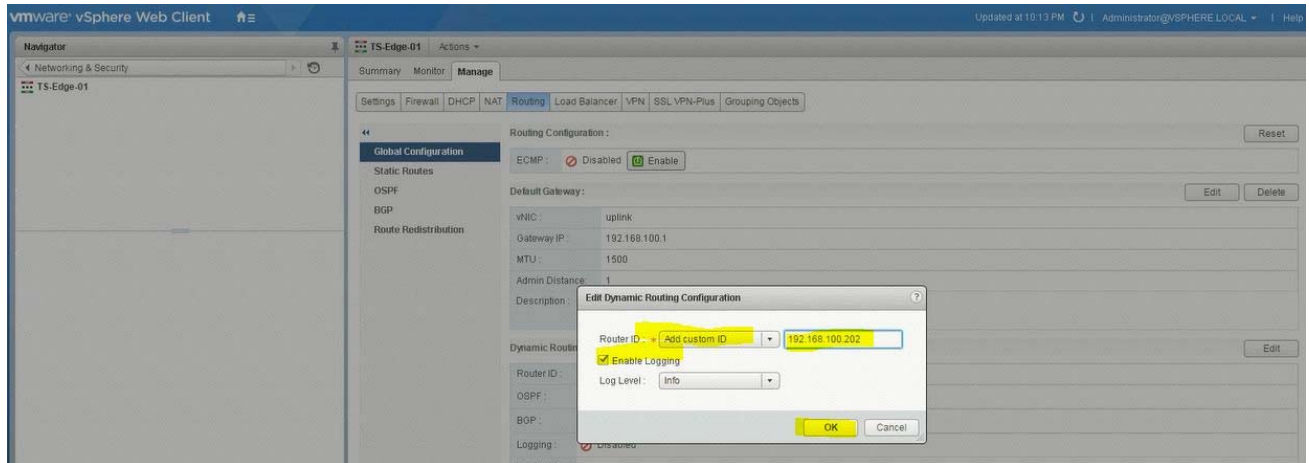 vmware® vSphere Web Client
Updated at 10:13 PM | Administrator@VSPHERE.LOCAL | Help
Navigator
Networking & Security
TS-Edge-01
TS-Edge-01 Actions
Summary Monitor Manage
Settings Firewall DHCP NAT Routing Load Balancer VPN SSL VPN-Plus Grouping Objects
Global Configuration
Static Routes
OSPF
BGP
Route Redistribution
Routing Configuration :
Reset
ECMP : Disabled Enable
Default Gateway :
Edit Delete
vNIC : uplink
Gateway IP : 192.168.100.1
MTU : 1500
Admin Distance: 1
Description :
Edit Dynamic Routing Configuration ?
Router ID : * Add custom ID 192.168.100.202
Enable Logging
Log Level : Info
OK Cancel
Dynamic Routin
Edit
Router ID :
OSPF :
BGP :
Logging : Disabled